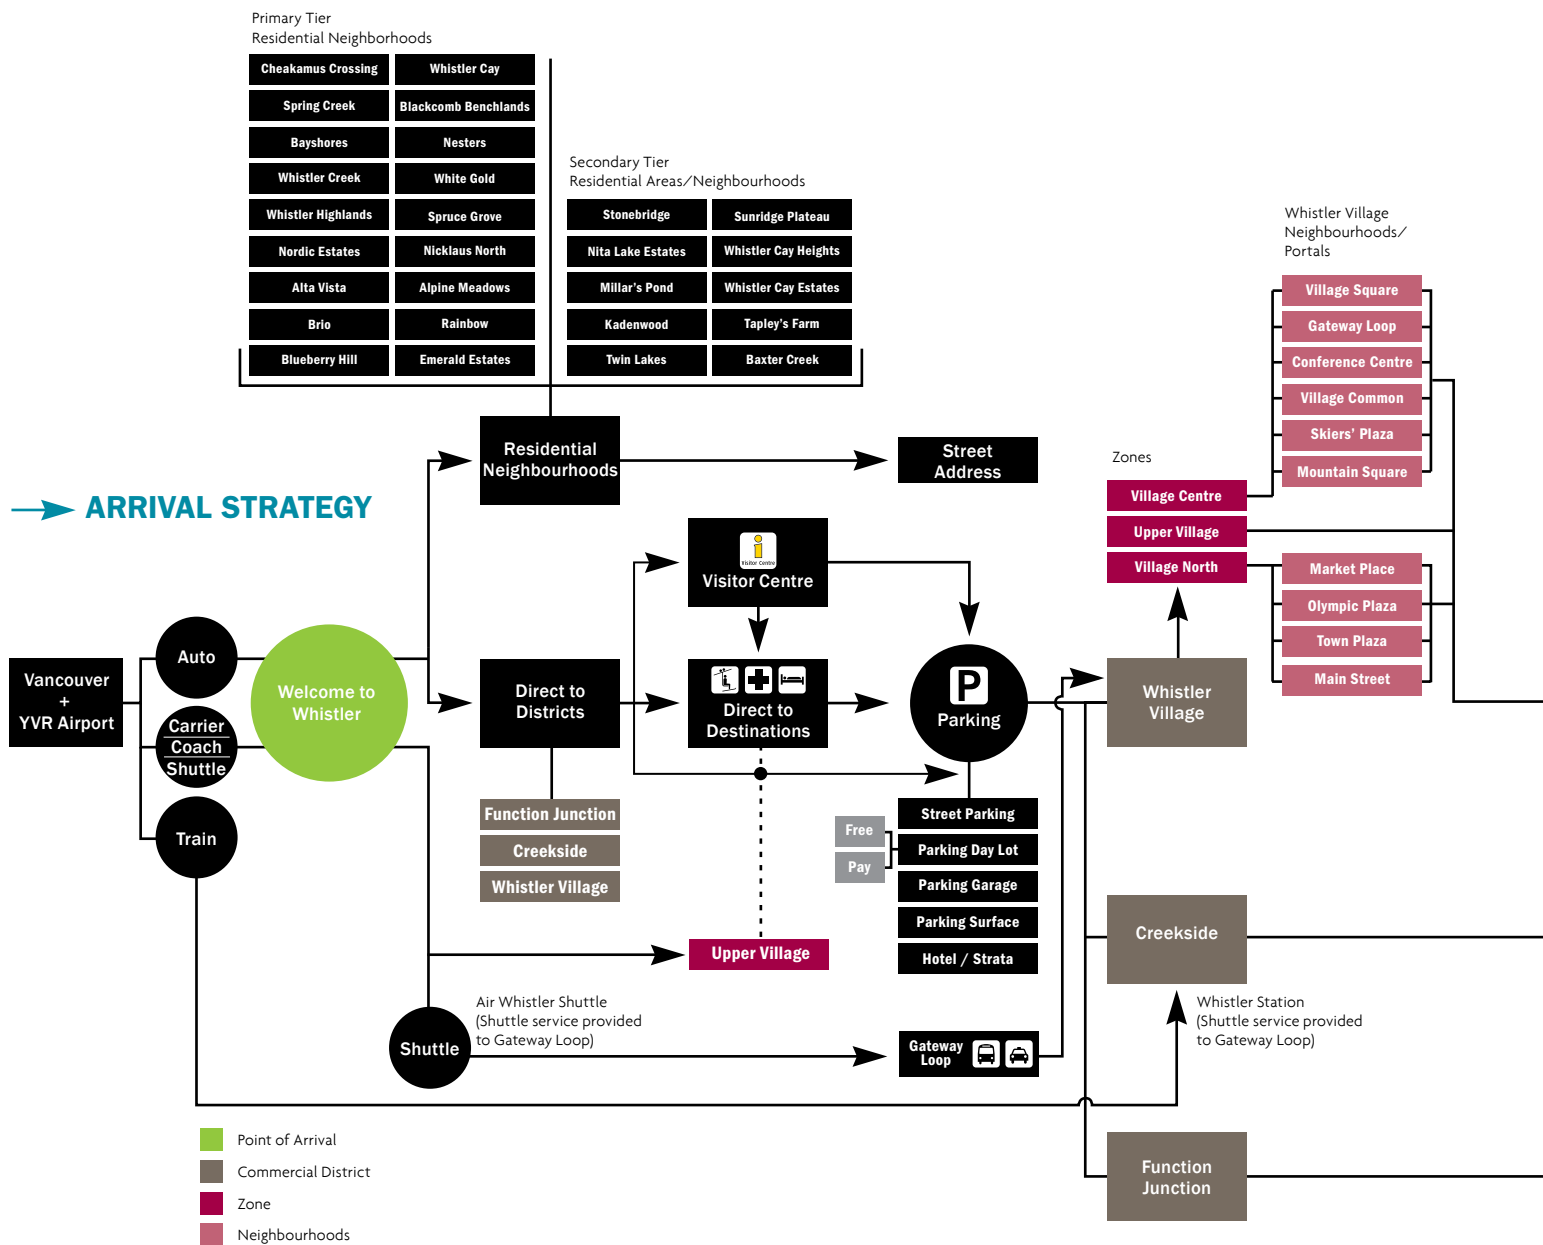 Primary Tier
Residential Neighborhoods
Cheakamus Crossing
Whistler Cay
Spring Creek
Blackcomb Benchlands
Bayshores
Nesters
Whistler Creek
White Gold
Whistler Highlands
Spruce Grove
Nordic Estates
Nicklaus North
Alta Vista
Alpine Meadows
Brio
Rainbow
Blueberry Hill
Emerald Estates
Secondary Tier
Residential Areas/Neighbourhoods
Stonebridge
Sunridge Plateau
Nita Lake Estates
Whistler Cay Heights
Millar's Pond
Whistler Cay Estates
Kadenwood
Tapley's Farm
Twin Lakes
Baxter Creek
Whistler Village
Neighbourhoods/
Portals
Village Square
Gateway Loop
Conference Centre
Village Common
Skiers' Plaza
Mountain Square
Residential
Neighbourhoods
Street
Address
Zones
Village Centre
Upper Village
Village North
Market Place
Olympic Plaza
Town Plaza
Main Street
ARRIVAL STRATEGY
i
Visitor Centre
Visitor Centre
Vancouver
+
YVR Airport
Auto
Carrier
Coach
Shuttle
Train
Welcome to
Whistler
Direct to
Districts
Direct to
Destinations
P
Parking
Whistler
Village
Function Junction
Creekside
Whistler Village
Free
Pay
Street Parking
Parking Day Lot
Parking Garage
Parking Surface
Hotel / Strata
Upper Village
Creekside
Air Whistler Shuttle
(Shuttle service provided
to Gateway Loop)
Shuttle
Gateway
Loop
Whistler Station
(Shuttle service provided
to Gateway Loop)
Function
Junction
Point of Arrival
Commercial District
Zone
Neighbourhoods